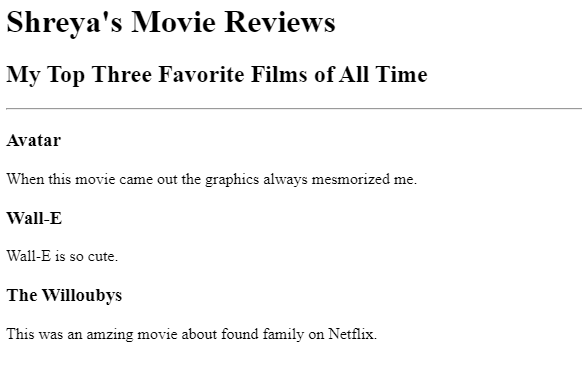 Shreya's Movie Reviews
My Top Three Favorite Films of All Time
Avatar
When this movie came out the graphics always mesmorized me.
Wall-E
Wall-E is so cute.
The Willoubys
This was an amzing movie about found family on Netflix.